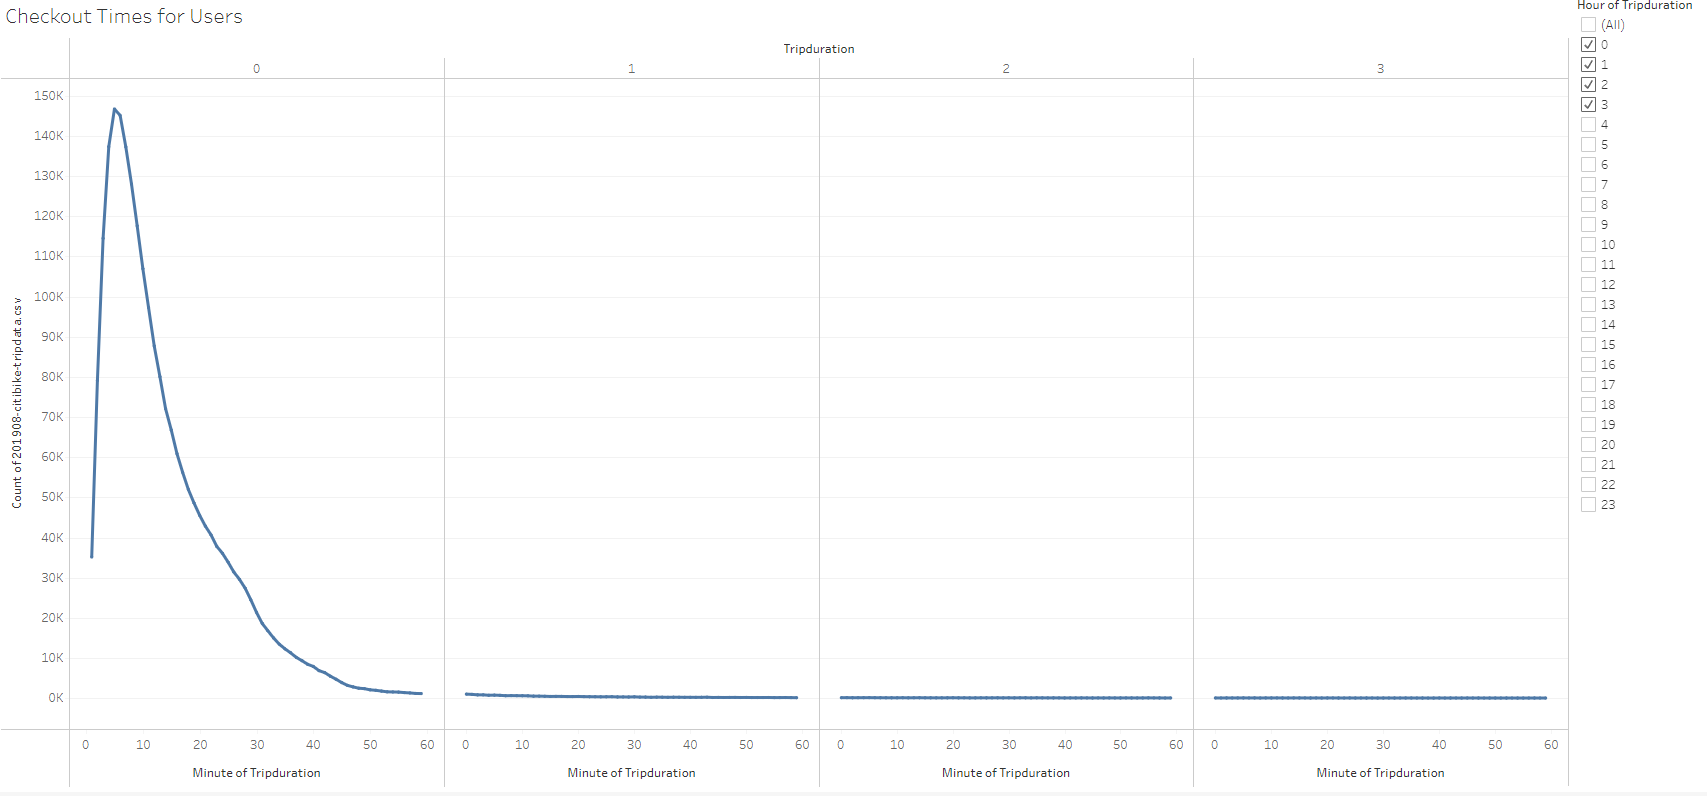 Checkout Times for Users
Tripduration
0 1 2 3
150K
140K
130K
120K
110K
100K
90K
80K
70K
60K
50K
40K
30K
20K
10K
0K
Count of 201908-citibike-tripdata.csv
0 10 20 30 40 50 60 0 10 20 30 40 50 60 0 10 20 30 40 50 60 0 10 20 30 40 50 60
Minute of Tripduration Minute of Tripduration Minute of Tripduration Minute of Tripduration
Hour of Tripduration
(All)
0
1
2
3
4
5
6
7
8
9
10
11
12
13
14
15
16
17
18
19
20
21
22
23